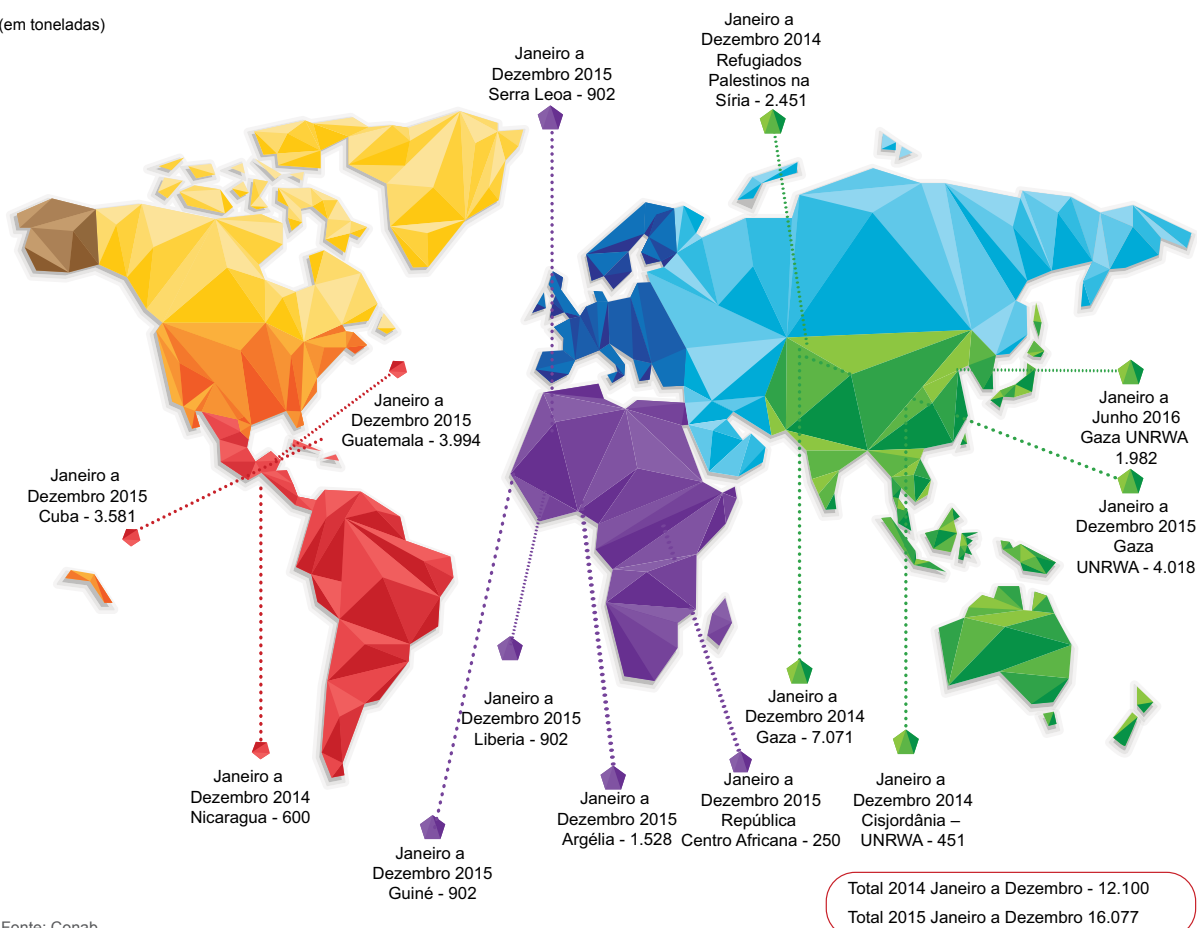 (em toneladas)
Janeiro a
Dezembro 2015
Serra Leoa - 902
Janeiro a
Dezembro 2014
Refugiados
Palestinos na
Síria - 2.451
Janeiro a
Dezembro 2015
Guatemala - 3.994
Janeiro a
Junho 2016
Gaza UNRWA
1.982
Janeiro a
Dezembro 2015
Cuba - 3.581
Janeiro a
Dezembro 2015
Gaza
UNRWA - 4.018
Janeiro a
Dezembro 2015
Liberia - 902
Janeiro a
Dezembro 2014
Gaza - 7.071
Janeiro a
Dezembro 2014
Nicaragua - 600
Janeiro a
Dezembro 2015
Argélia - 1.528
Janeiro a
Dezembro 2015
República
Centro Africana - 250
Janeiro a
Dezembro 2014
Cisjordânia –
UNRWA - 451
Janeiro a
Dezembro 2015
Guiné - 902
Total 2014 Janeiro a Dezembro - 12.100
Total 2015 Janeiro a Dezembro 16.077
Fonte: Conab